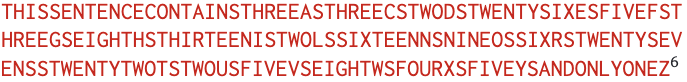 THISSENTENCECONTAINSTHREEASTHREECSTWODSTWENTYSIXESFIVEFST
HREEGSEIGHTHSTHIRTEENISTWOLSSIXTEENNSNINEOSSIXRSTWENTYSEV
ENSSTWENTYTWOTSTWOUSFIVEVSEIGHTWSFOURXSFIVEYSANDONLYONEZ⁶